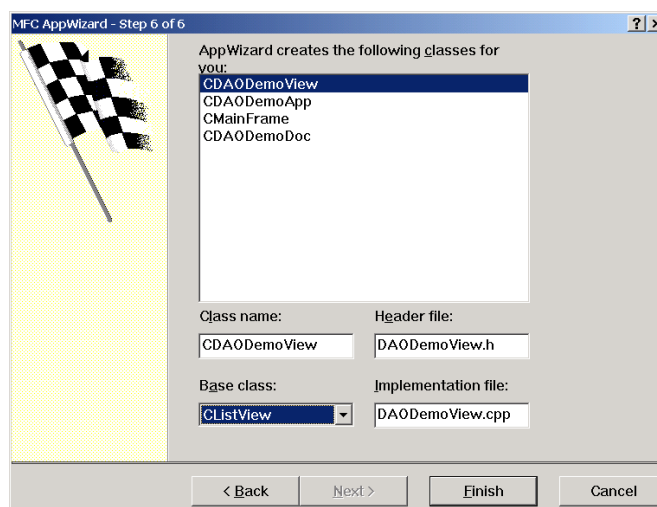 MFC AppWizard - Step 6 of 6
AppWizard creates the following classes for
you:
CDAODemoView
CDAODemoApp
CMainFrame
CDAODemoDoc
Class name:
Header file:
CDAODemoView
DAODemoView.h
Base class:
Implementation file:
CListView
DAODemoView.cpp
< Back
Next >
Finish
Cancel